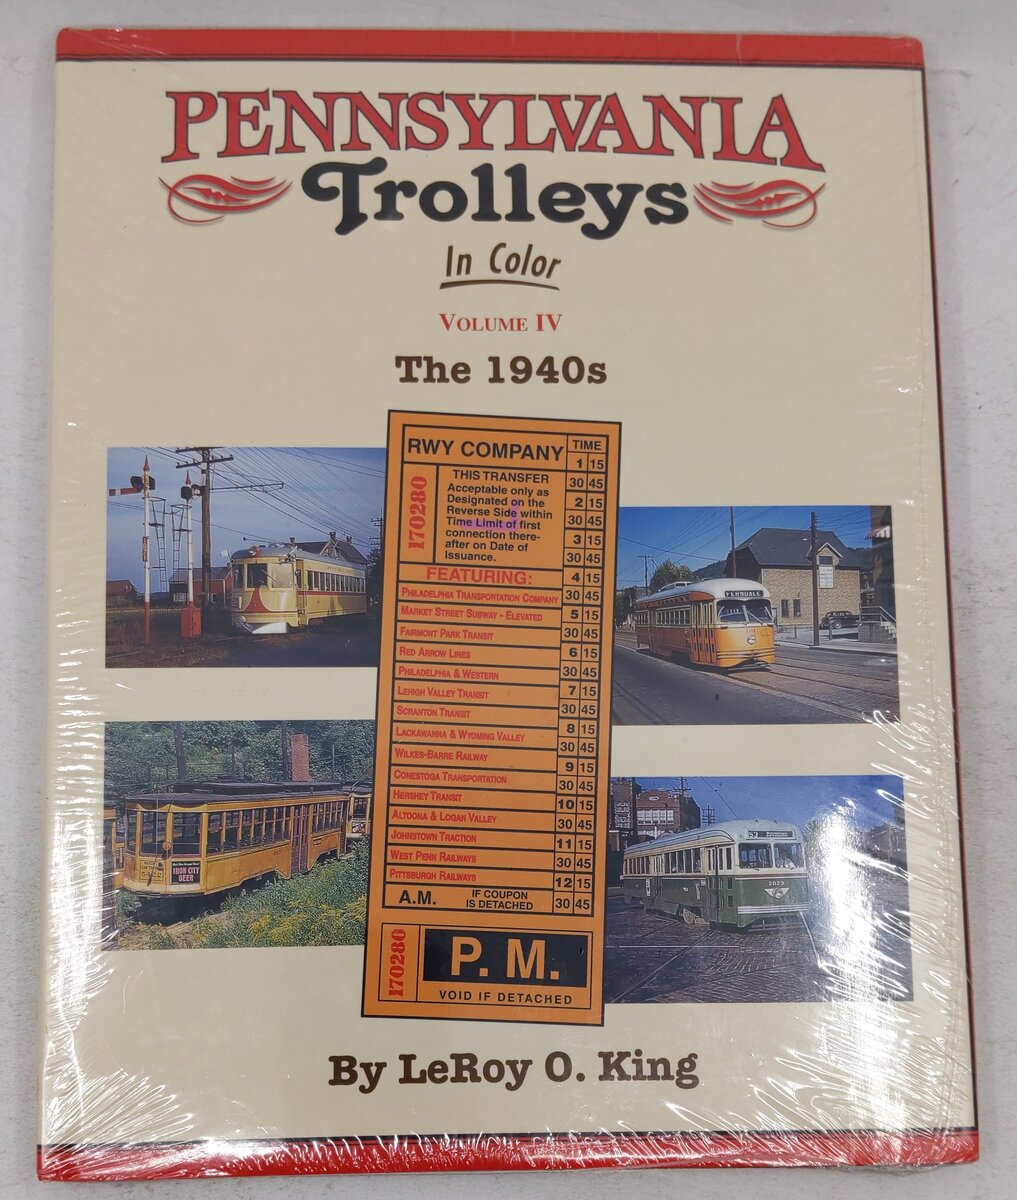 PENNSYLVANIA
Trolleys
In Color
VOLUME IV
The 1940s
RWY COMPANY
170280
THIS TRANSFER
Acceptable only as
Designated on the
Reverse Side within
Time Limit of first
connection there-
after on Date of
Issuance.
FEATURING:
PHILADELPHIA TRANSPORTATION COMPANY
MARKET STREET SUBWAY - ELEVATED
FAIRMONT PARK TRANSIT
RED ARROW LINES
PHILADELPHIA & WESTERN
LEHIGH VALLEY TRANSIT
SCRANTON TRANSIT
LACKAWANNA & WYOMING VALLEY
WILKES-BARRE RAILWAY
CONESTOGA TRANSPORTATION
HERSHEY TRANSIT
ALTOONA & LOGAN VALLEY
JOHNSTOWN TRACTION
WEST PENN RAILWAYS
PITTSBURGH RAILWAYS
A.M.
IF COUPON
IS DETACHED
TIME
1 15
30 45
2 15
30 45
3 15
30 45
4 15
30 45
5 15
30 45
6 15
30 45
7 15
30 45
8 15
30 45
9 15
30 45
10 15
30 45
11 15
30 45
12 15
30 45
170280
P. M.
VOID IF DETACHED
FERNDALE
IRON CITY
BEER
53
2023
By LeRoy O. King